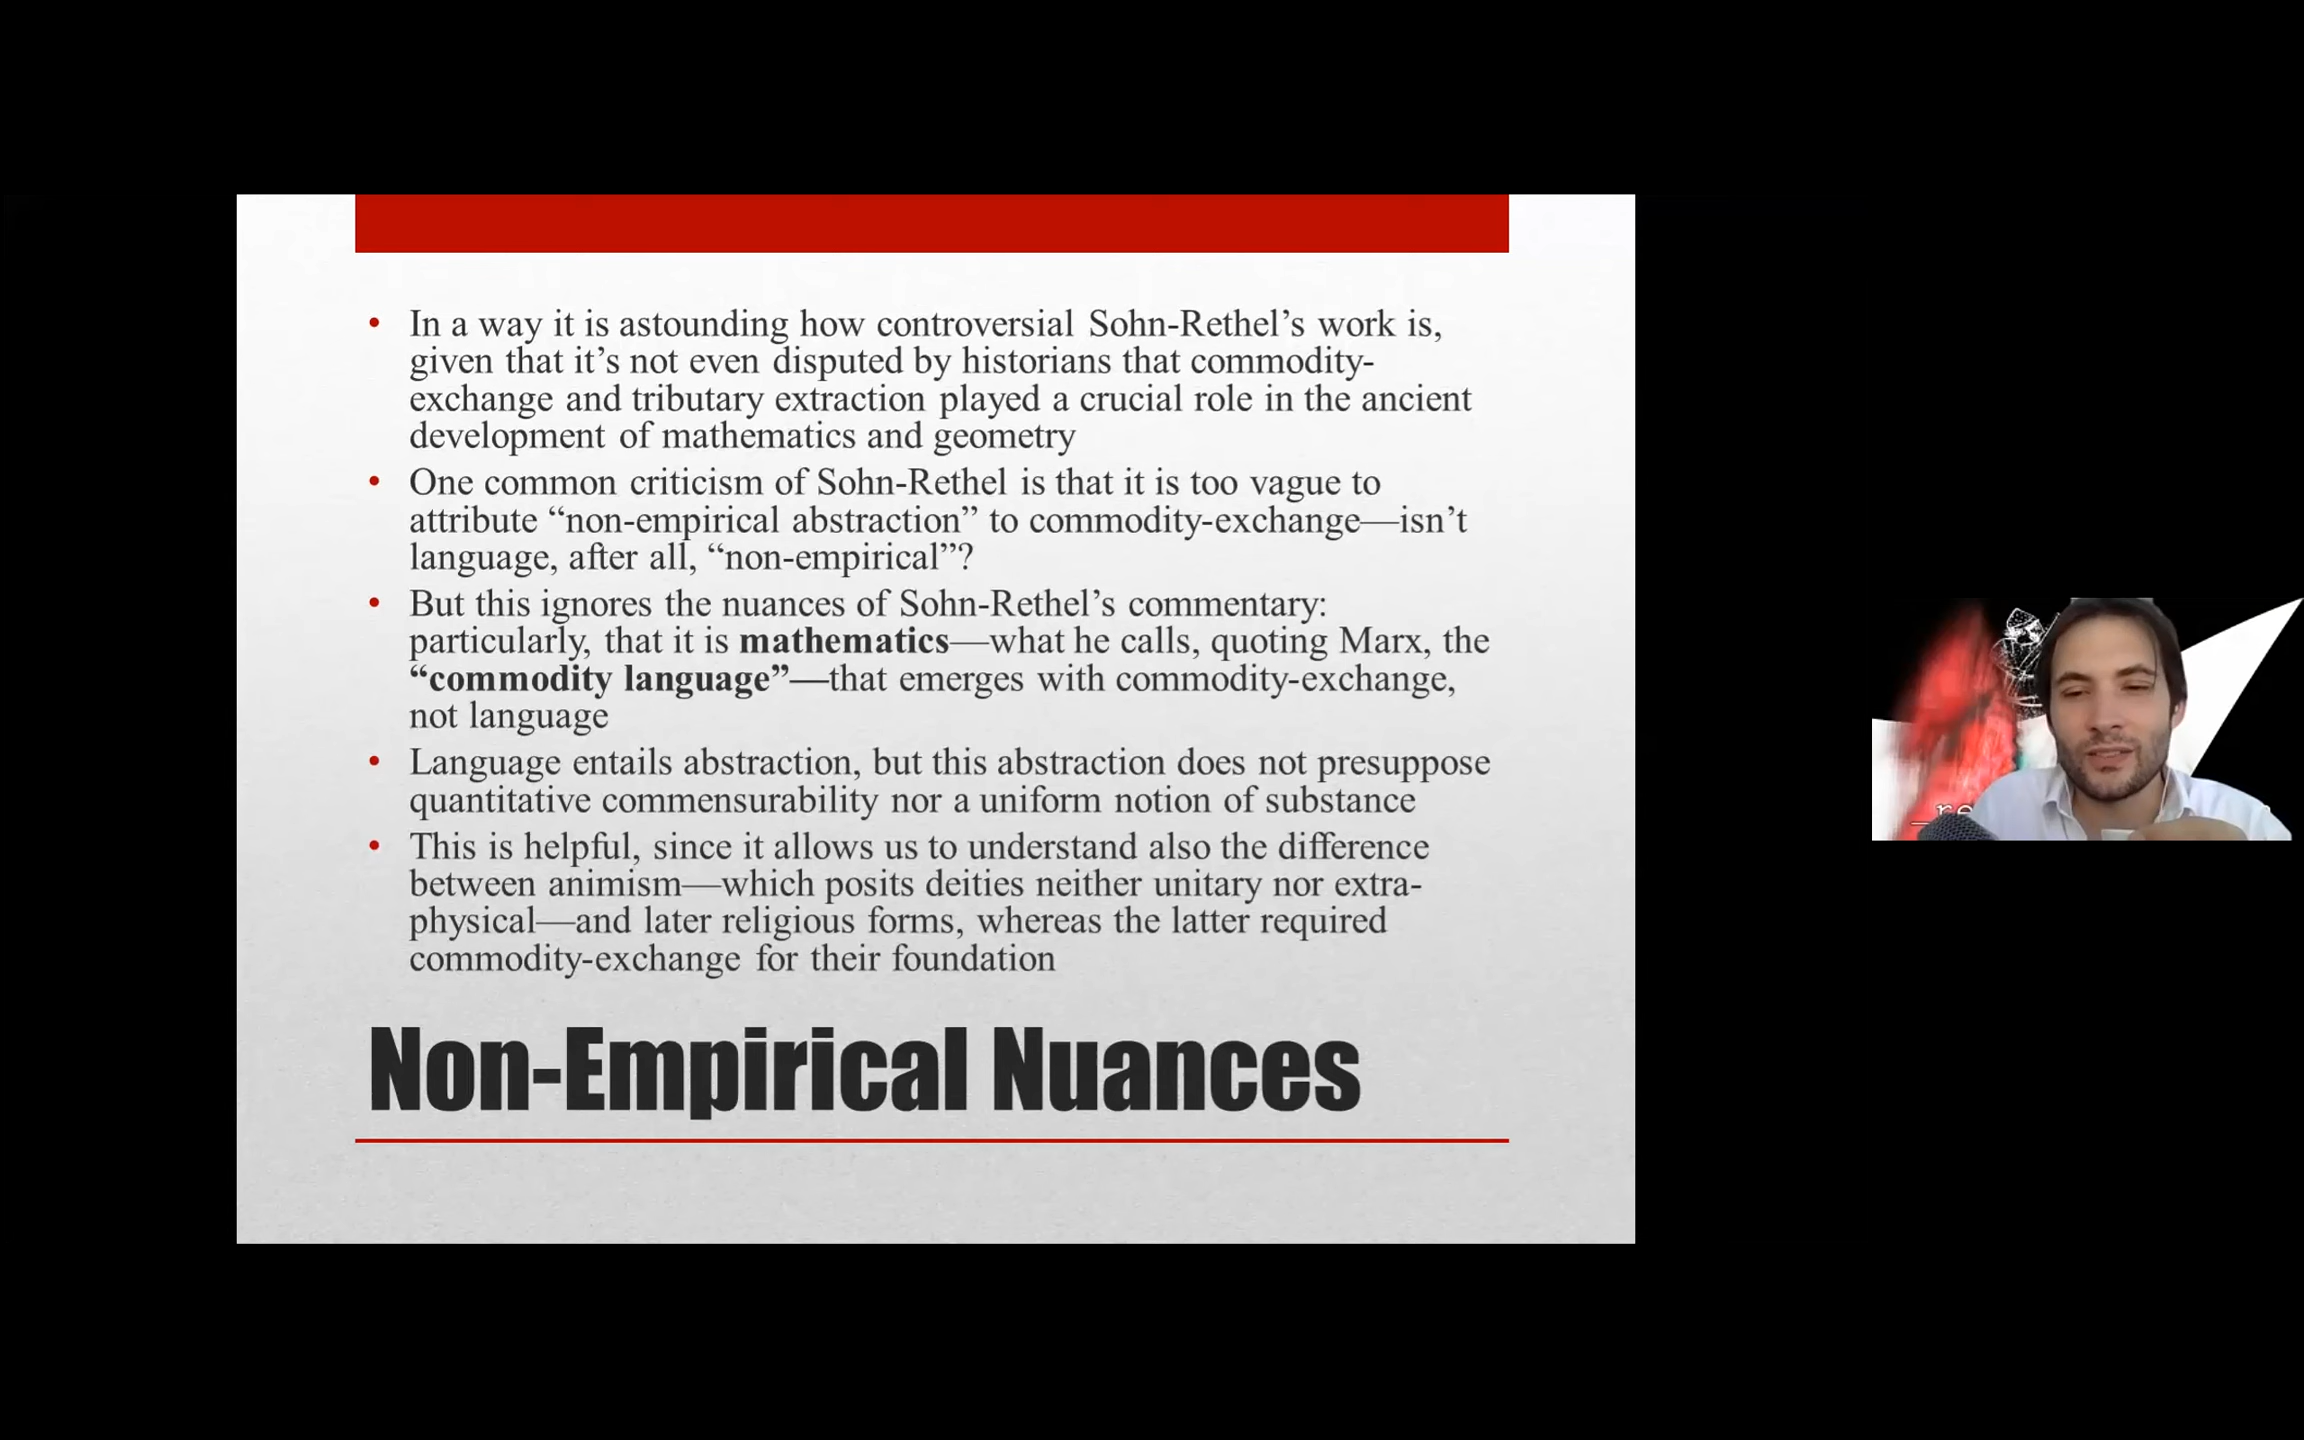 • In a way it is astounding how controversial Sohn-Rethel’s work is,
given that it’s not even disputed by historians that commodity-
exchange and tributary extraction played a crucial role in the ancient
development of mathematics and geometry
• One common criticism of Sohn-Rethel is that it is too vague to
attribute “non-empirical abstraction” to commodity-exchange—isn’t
language, after all, “non-empirical”?
• But this ignores the nuances of Sohn-Rethel’s commentary:
particularly, that it is mathematics—what he calls, quoting Marx, the
“commodity language”—that emerges with commodity-exchange,
not language
• Language entails abstraction, but this abstraction does not presuppose
quantitative commensurability nor a uniform notion of substance
• This is helpful, since it allows us to understand also the difference
between animism—which posits deities neither unitary nor extra-
physical—and later religious forms, whereas the latter required
commodity-exchange for their foundation
Non-Empirical Nuances